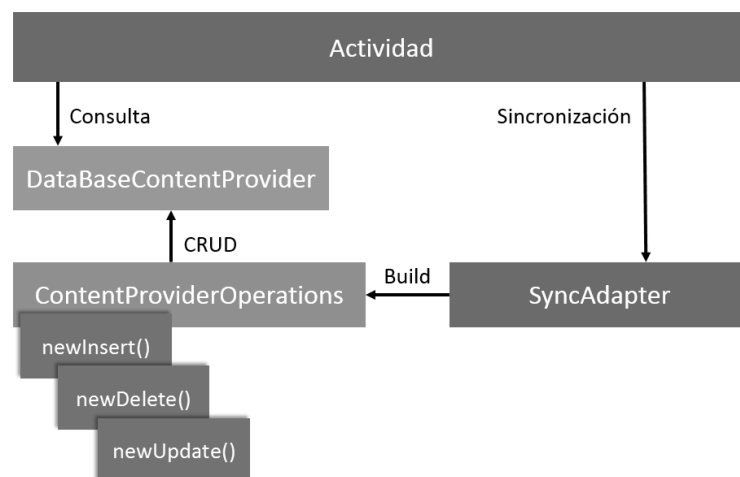 Actividad
Consulta
Sincronización
DataBaseContentProvider
CRUD
ContentProviderOperations
Build
SyncAdapter
newInsert()
newDelete()
newUpdate()